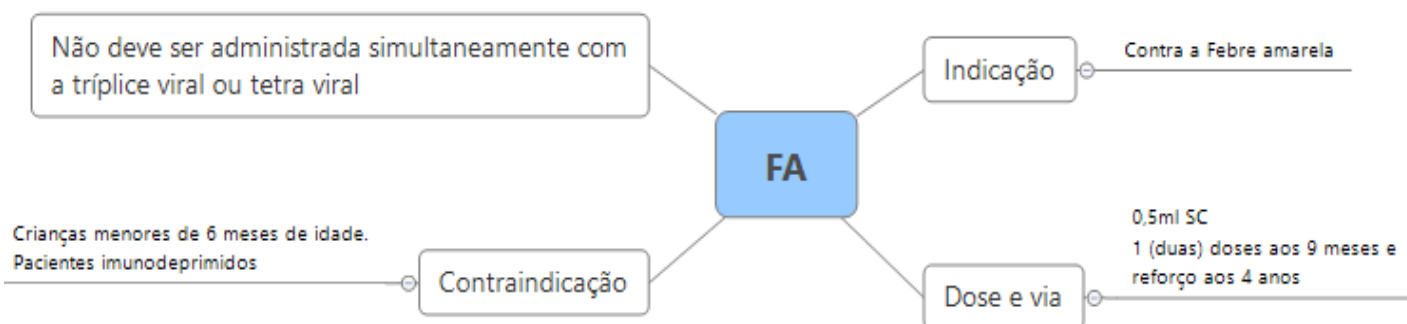 Não deve ser administrada simultaneamente com
a tríplice viral ou tetra viral
Indicação
Contra a Febre amarela
FA
Crianças menores de 6 meses de idade.
Pacientes imunodeprimidos
Contraindicação
Dose e via
0,5ml SC
1 (duas) doses aos 9 meses e
reforço aos 4 anos